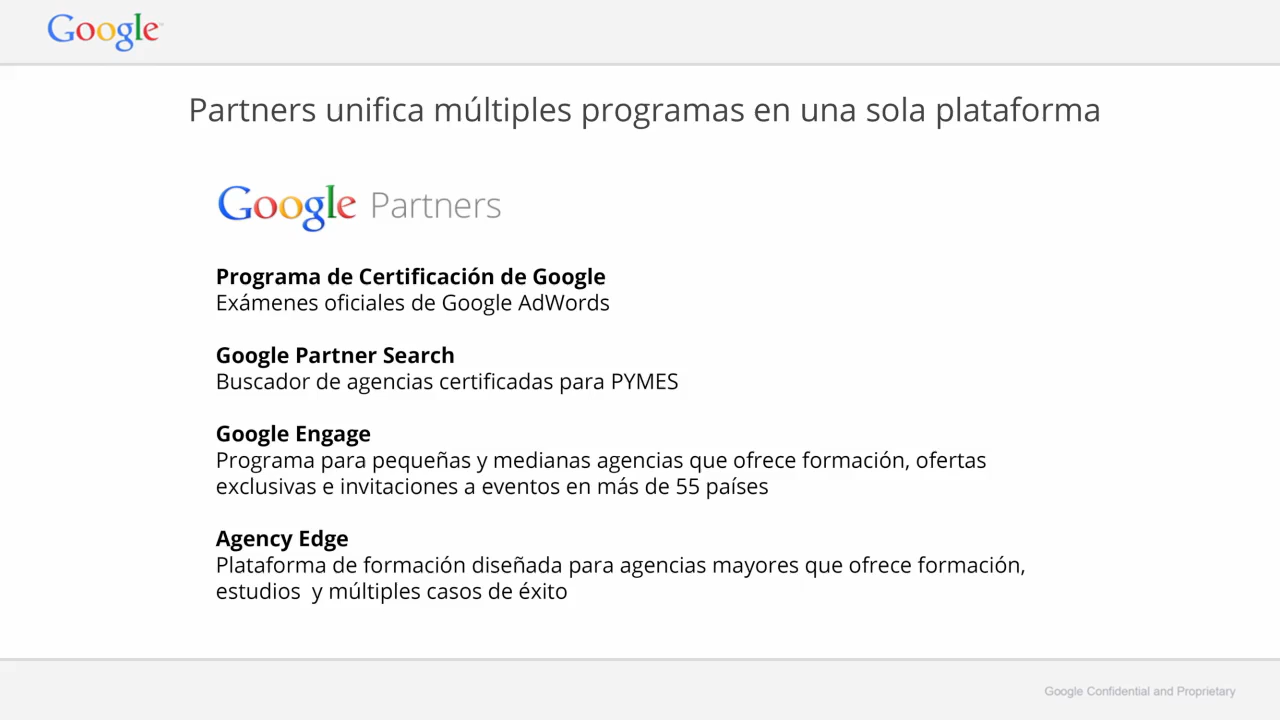 Google
Partners unifica múltiples programas en una sola plataforma
Google Partners
Programa de Certificación de Google
Exámenes oficiales de Google AdWords
Google Partner Search
Buscador de agencias certificadas para PYMES
Google Engage
Programa para pequeñas y medianas agencias que ofrece formación, ofertas
exclusivas e invitaciones a eventos en más de 55 países
Agency Edge
Plataforma de formación diseñada para agencias mayores que ofrece formación,
estudios  y múltiples casos de éxito
Google Confidential and Proprietary